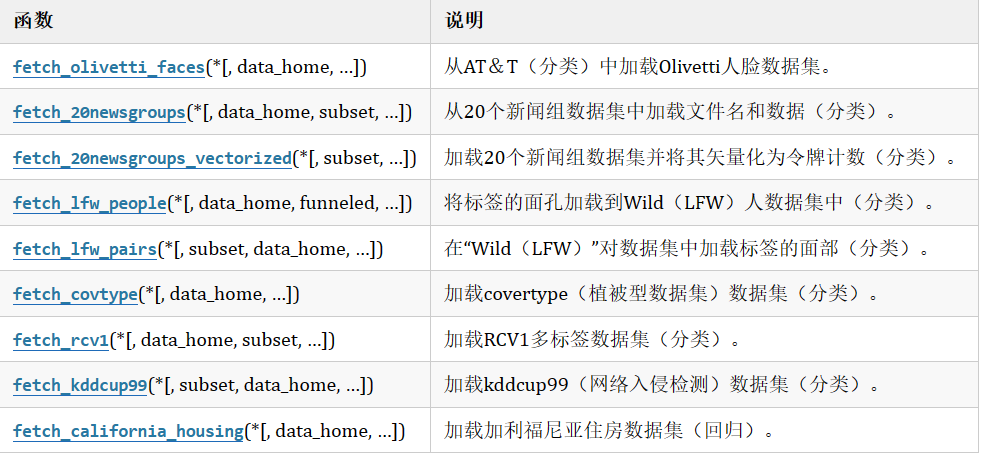 函数 说明
fetch_olivetti_faces(*[, data_home, …]) 从AT＆T（分类）中加载Olivetti人脸数据集。
fetch_20newsgroups(*[, data_home, subset, …]) 从20个新闻组数据集中加载文件名和数据（分类）。
fetch_20newsgroups_vectorized(*[, subset, …]) 加载20个新闻组数据集并将其矢量化为令牌计数（分类）。
fetch_lfw_people(*[, data_home, funneled, …]) 将标签的面孔加载到Wild（LFW）人数据集中（分类）。
fetch_lfw_pairs(*[, subset, data_home, …]) 在“Wild（LFW）”对数据集中加载标签的面部（分类）。
fetch_covtype(*[, data_home, …]) 加载covertype（植被型数据集）数据集（分类）。
fetch_rcv1(*[, data_home, subset, …]) 加载RCV1多标签数据集（分类）。
fetch_kddcup99(*[, subset, data_home, …]) 加载kddcup99（网络入侵检测）数据集（分类）。
fetch_california_housing(*[, data_home, …]) 加载加利福尼亚住房数据集（回归）。